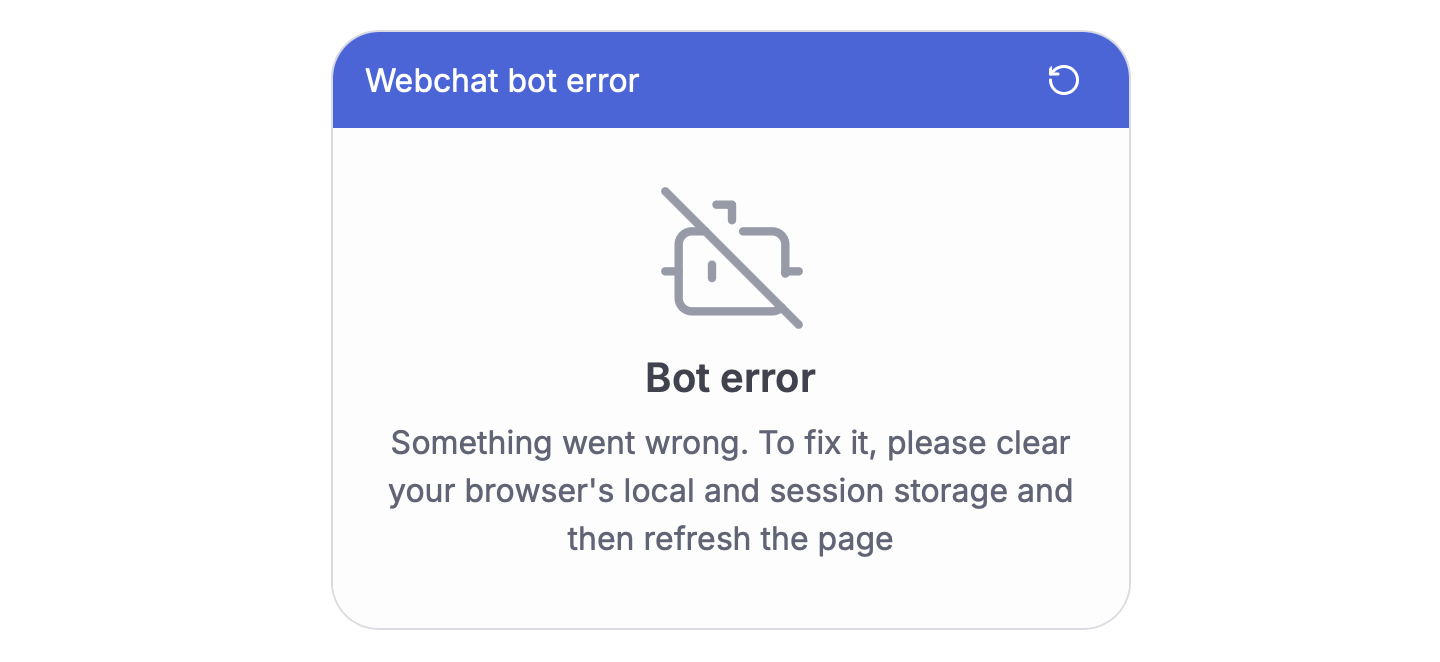 Webchat bot error
Bot error
Something went wrong. To fix it, please clear
your browser's local and session storage and
then refresh the page